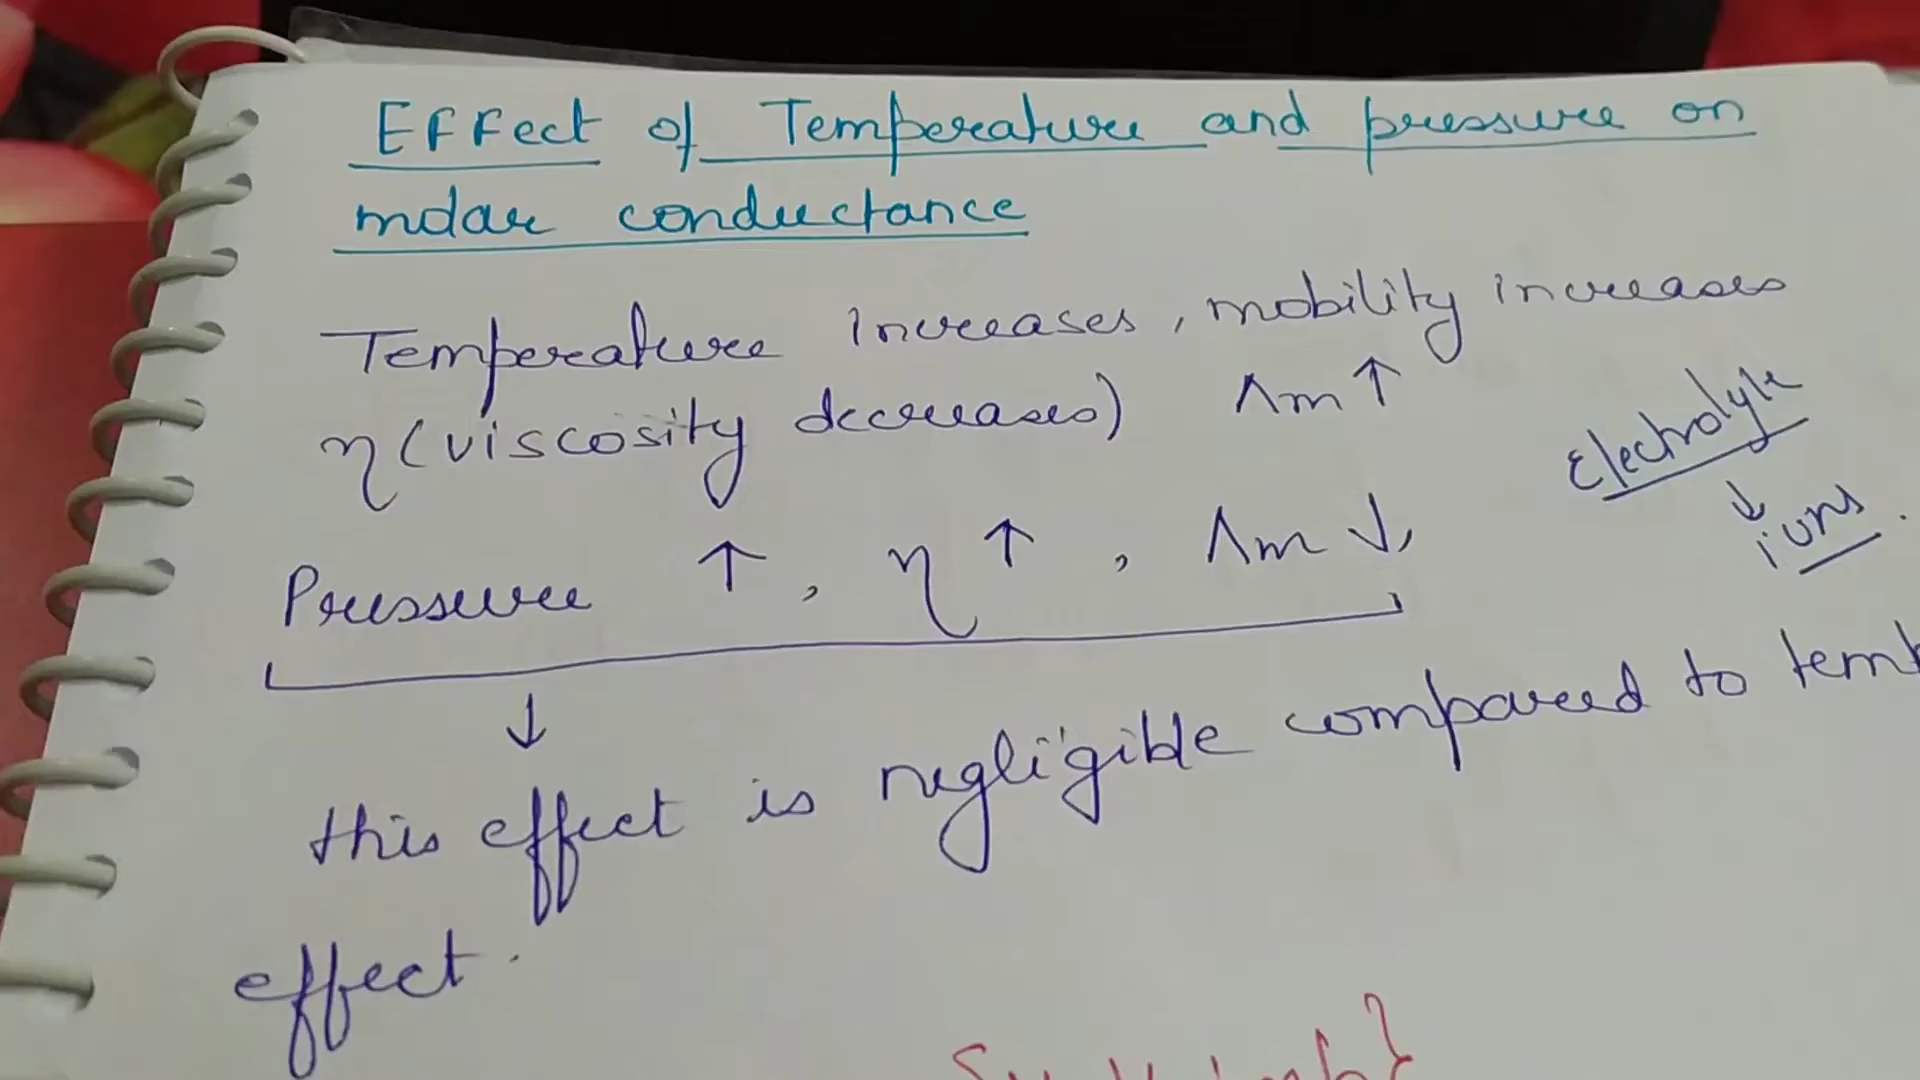 Effect of Temperature and pressure on
molar conductance
Temperature increases, mobility increases
η (viscosity decreases) Λm ↑
Electrolyte
↓
ions.
Pressure ↑, η ↑, Λm ↓,
↓
this effect is negligible compared to temp
effect.